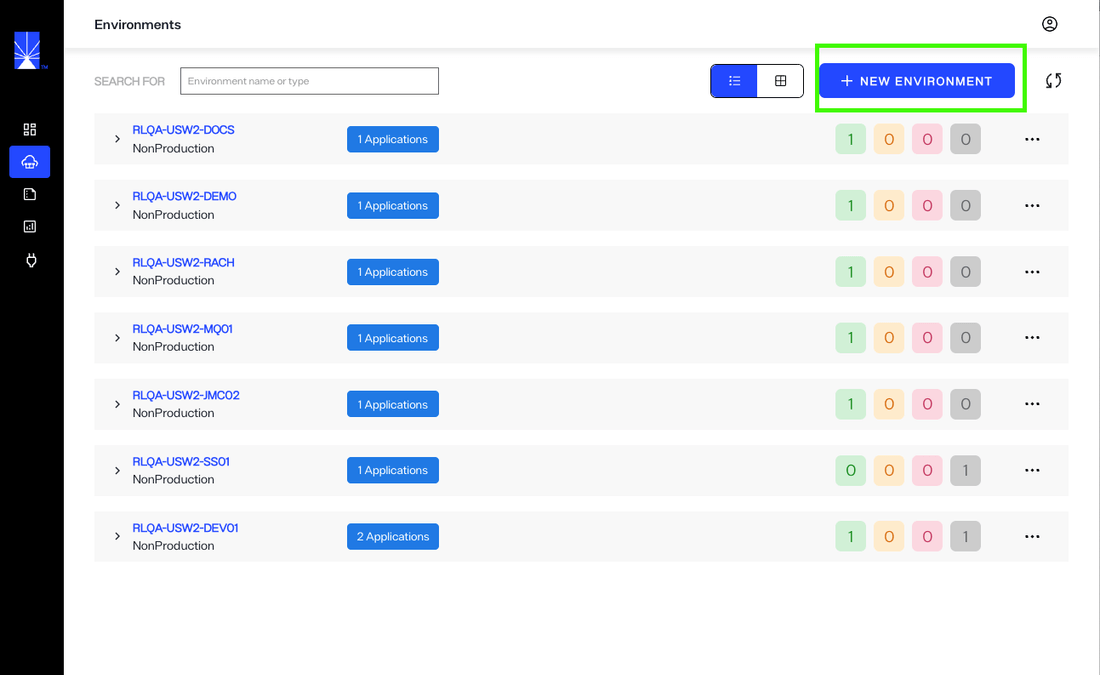 Environments
SEARCH FOR
Environment name or type
+ NEW ENVIRONMENT
RLQA-USW2-DOCS
NonProduction
1 Applications
1 0 0 0
RLQA-USW2-DEMO
NonProduction
1 Applications
1 0 0 0
RLQA-USW2-RACH
NonProduction
1 Applications
1 0 0 0
RLQA-USW2-MQ01
NonProduction
1 Applications
1 0 0 0
RLQA-USW2-JMC02
NonProduction
1 Applications
1 0 0 0
RLQA-USW2-SS01
NonProduction
1 Applications
0 0 0 1
RLQA-USW2-DEV01
NonProduction
2 Applications
1 0 0 1